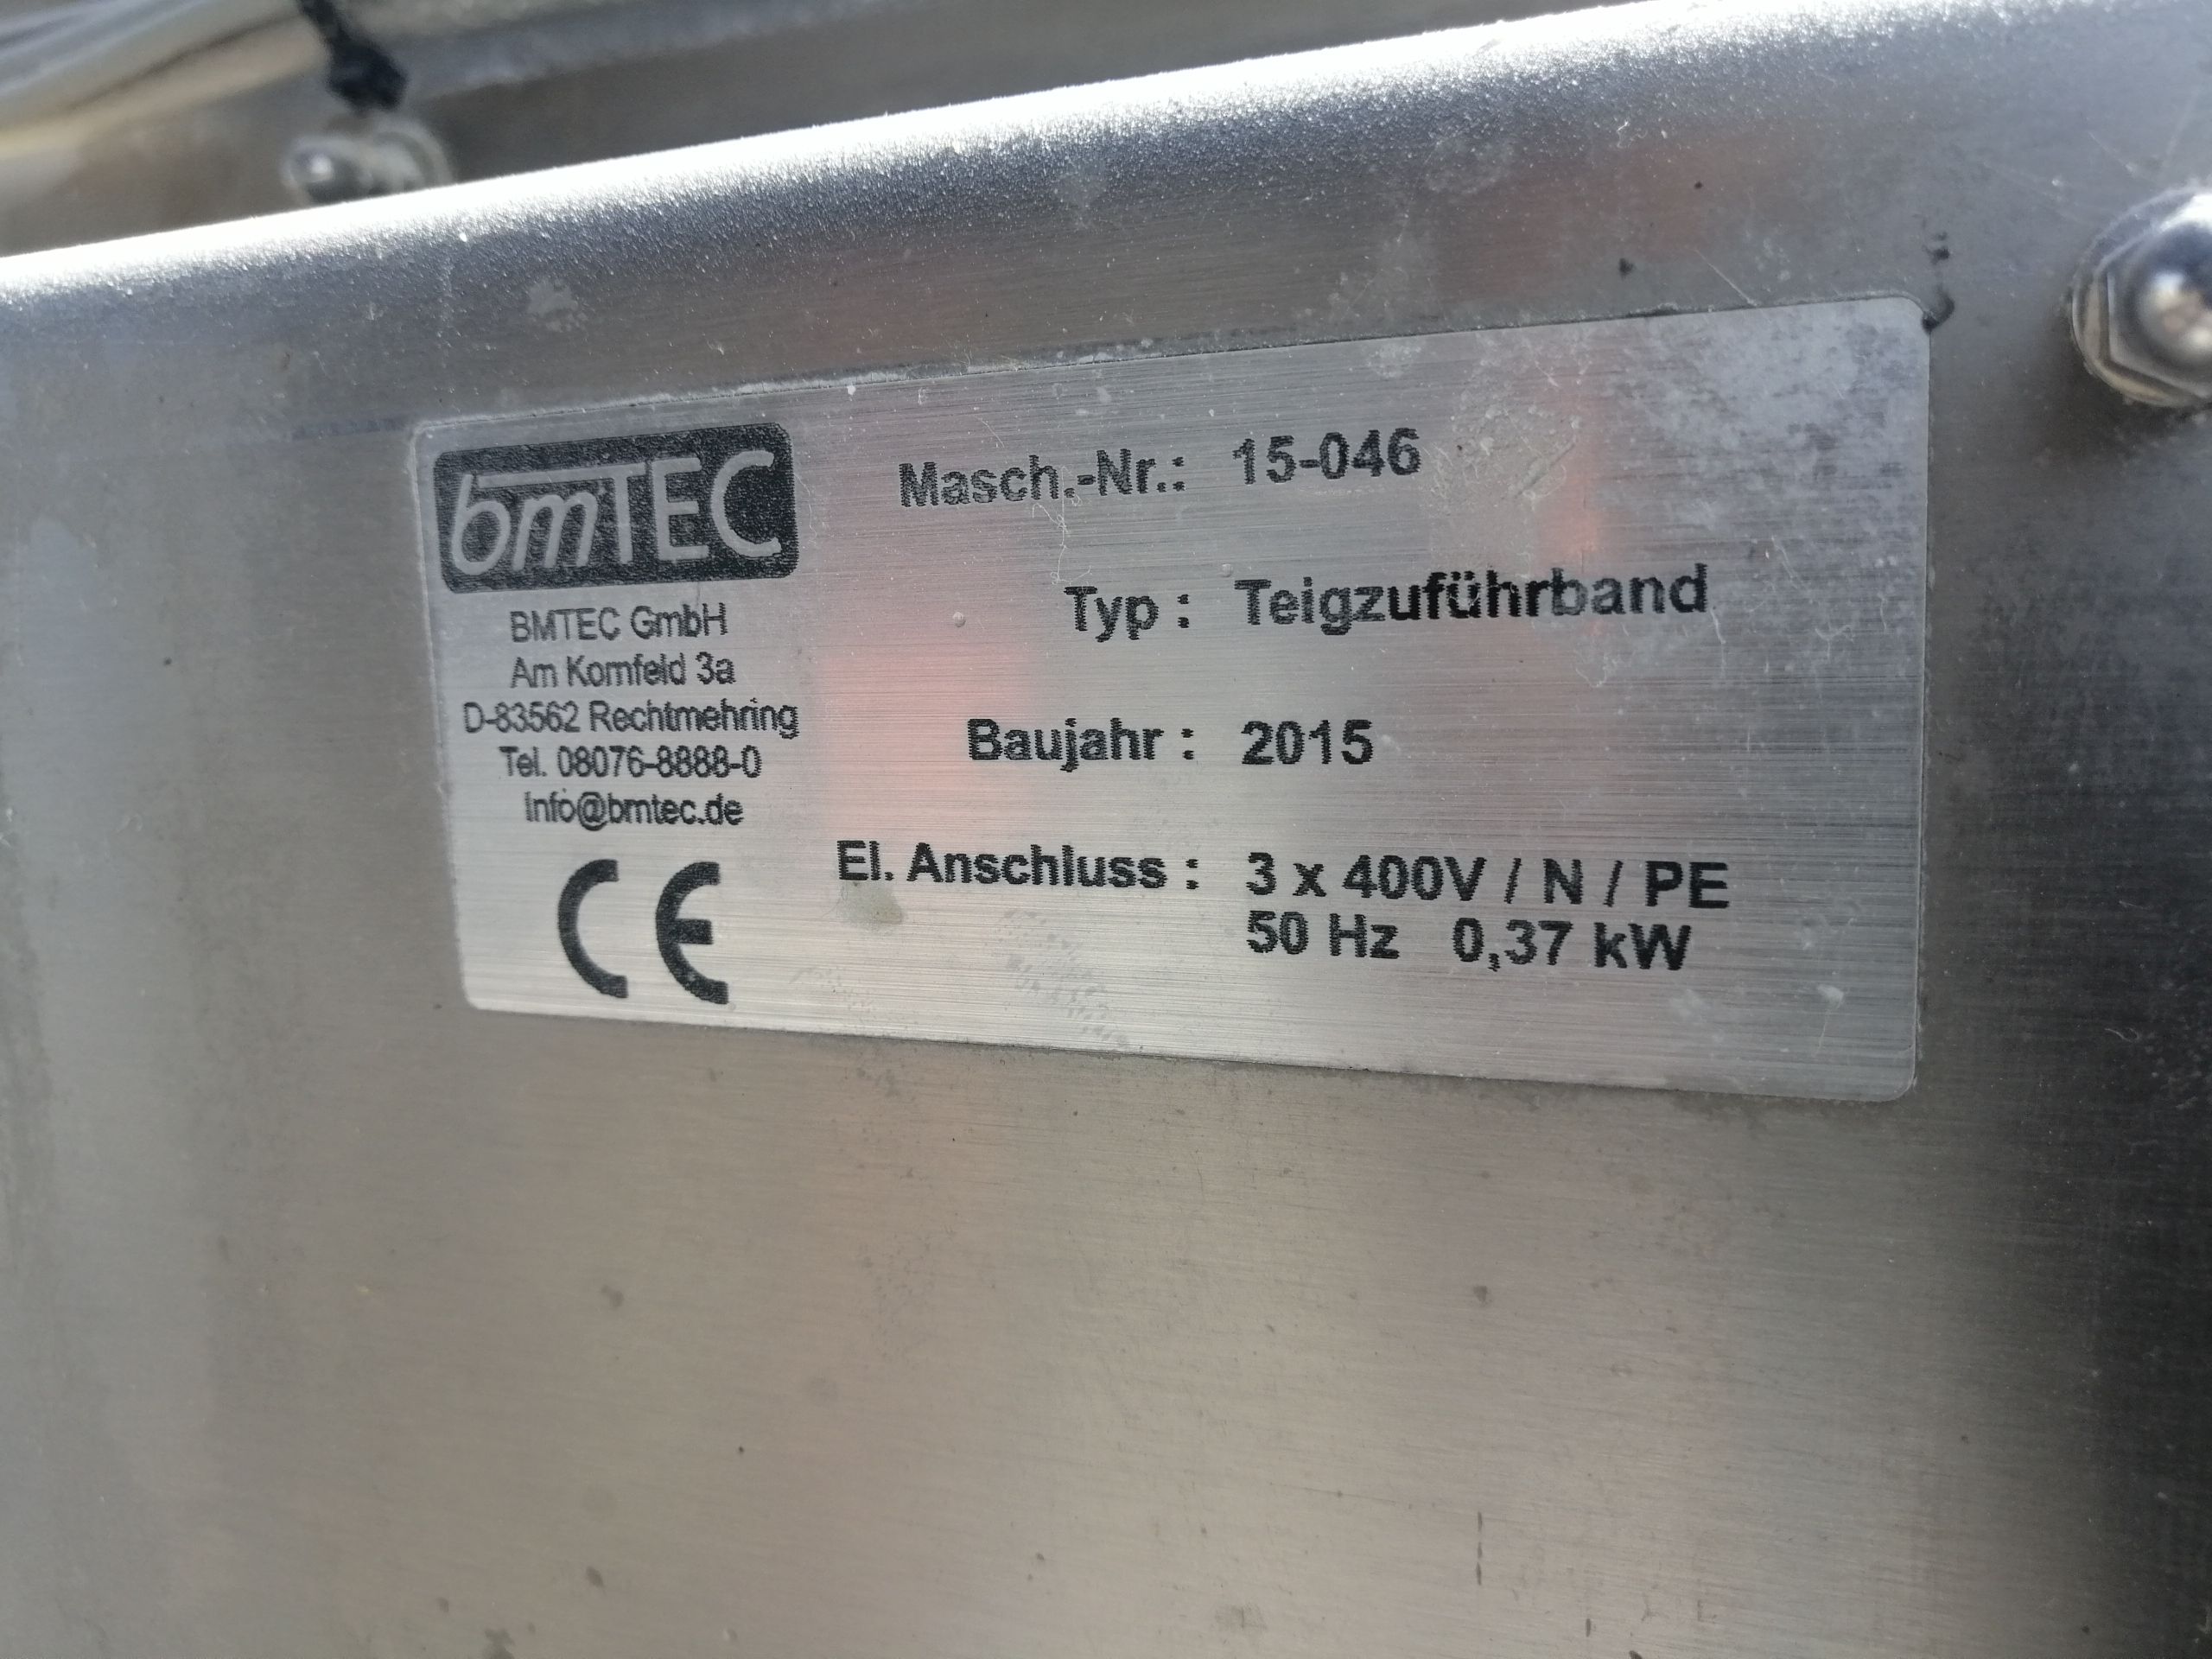 bmTEC
BMTEC GmbH
Am Kornfeld 3a
D-83562 Rechtmehring
Tel. 08076-8888-0
Info@bmtec.de
CE
Masch.-Nr.: 15-046
Typ : Teigzuführband
Baujahr : 2015
El. Anschluss : 3 x 400V / N / PE
50 Hz 0,37 kW